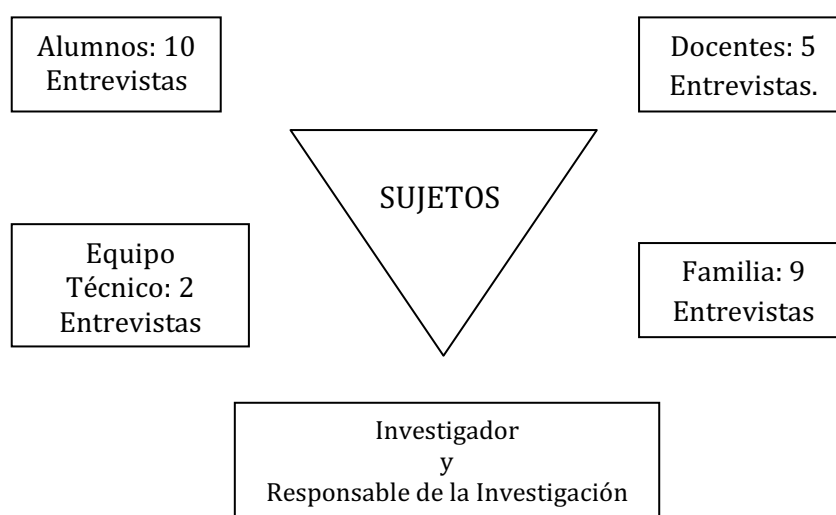 Alumnos: 10
Entrevistas
Docentes: 5
Entrevistas.
SUJETOS
Equipo
Técnico: 2
Entrevistas
Familia: 9
Entrevistas
Investigador
y
Responsable de la Investigación